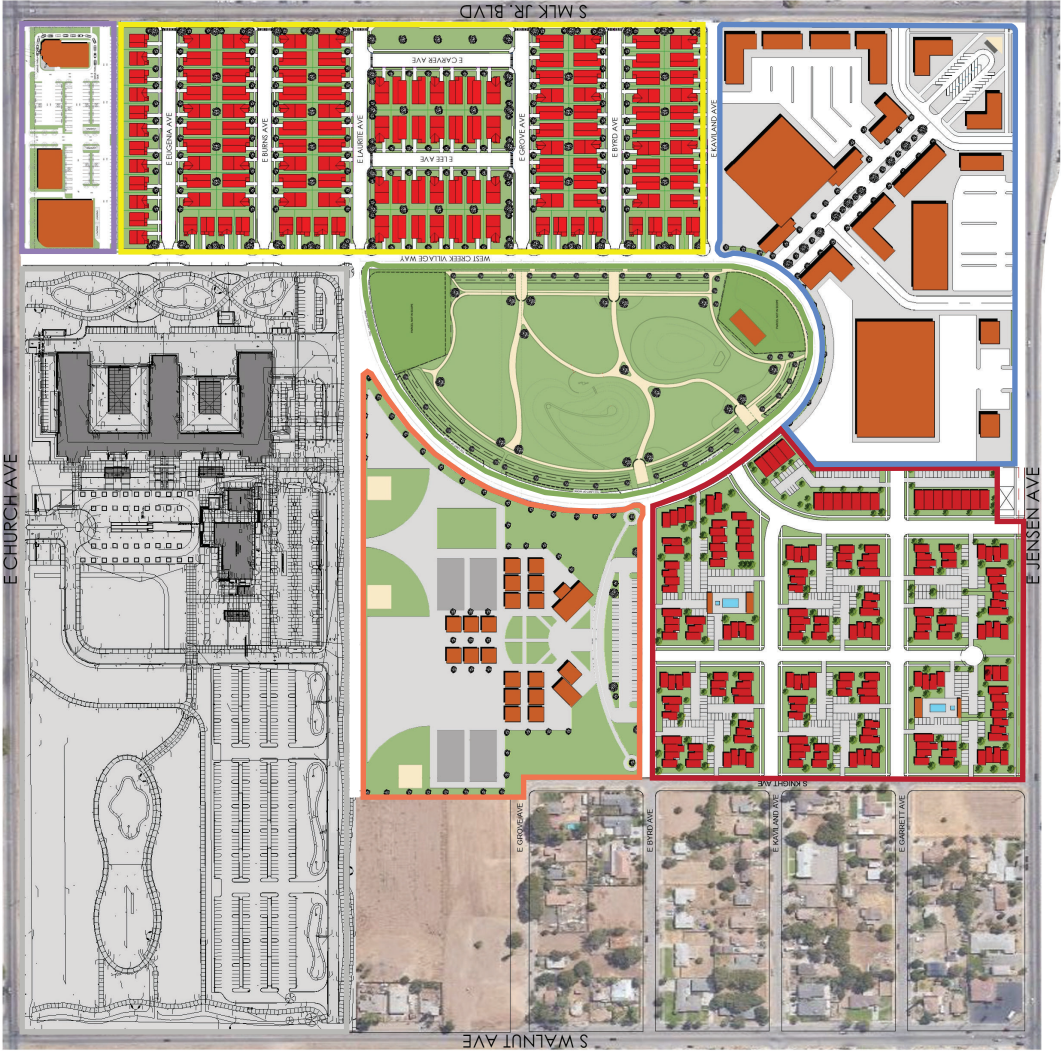 S MLK JR. BLVD
E CARVER AVE
E EUGENIA AVE
E BURNS AVE
E LAURITE AVE
E LEE AVE
E GROVE AVE
E BYRD AVE
E KAVILAND AVE
WEST CREEK VILLAGE WAY
E CHURCH AVE
E JENSEN AVE
S KNIGHT AVE
E GROVE AVE
E BYRD AVE
E KAVILAND AVE
E GARRETT AVE
S WALNUT AVE